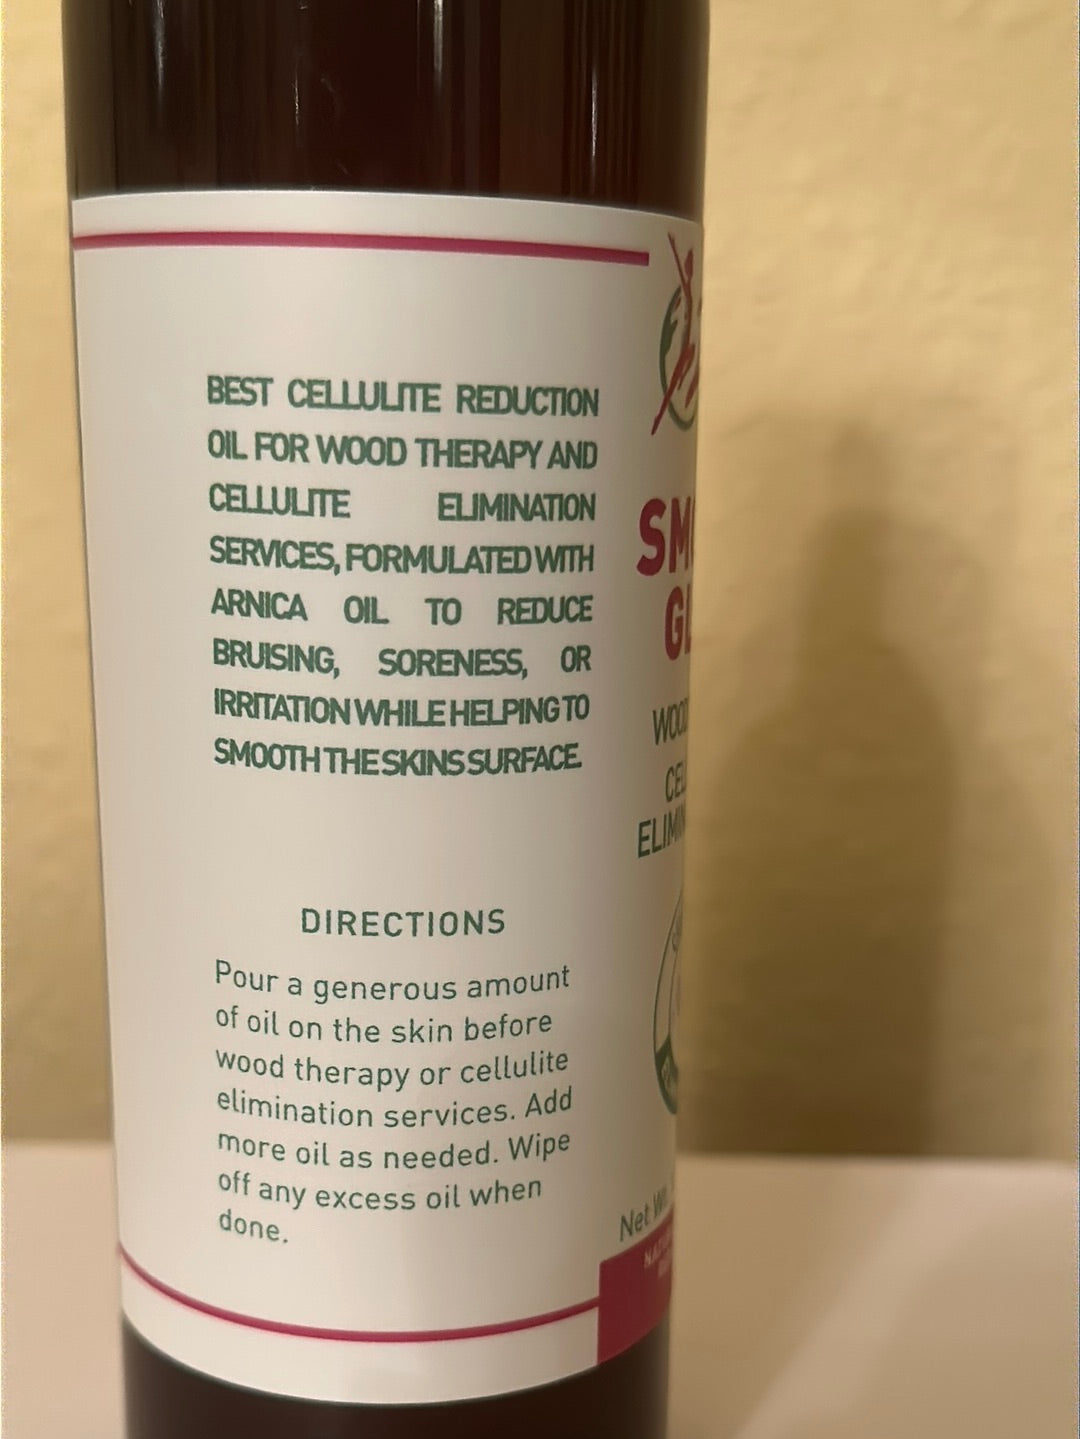 BEST CELLULITE REDUCTION
OIL FOR WOOD THERAPY AND
CELLULITE ELIMINATION
SERVICES, FORMULATED WITH
ARNICA OIL TO REDUCE
BRUISING, SORENESS, OR
IRRITATION WHILE HELPING TO
SMOOTH THE SKINS SURFACE.
DIRECTIONS
Pour a generous amount
of oil on the skin before
wood therapy or cellulite
elimination services. Add
more oil as needed. Wipe
off any excess oil when
done.
Net Wt.